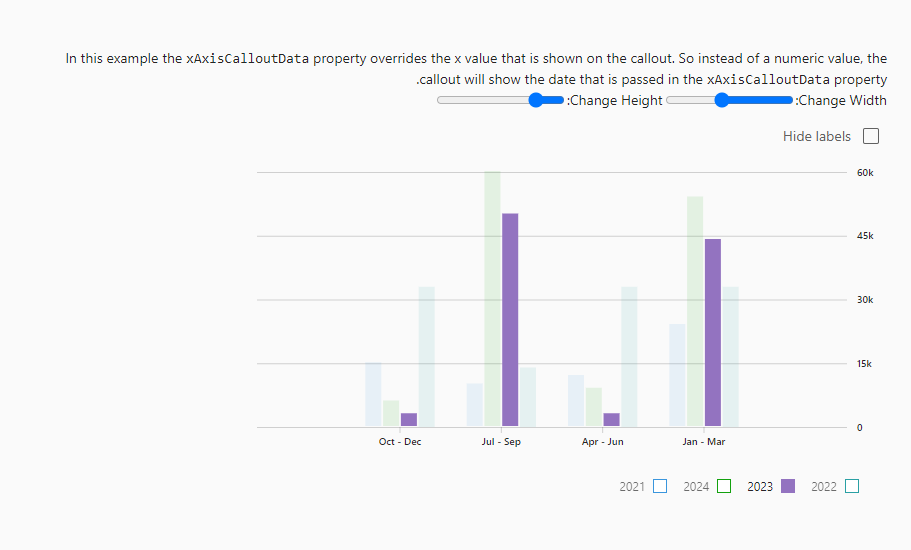 In this example the xAxisCalloutData property overrides the x value that is shown on the callout. So instead of a numeric value, the
.callout will show the date that is passed in the xAxisCalloutData property
:Change Height :Change Width
Hide labels
60k
45k
30k
15k
0
Oct - Dec Jul - Sep Apr - Jun Jan - Mar
2021 2024 2023 2022